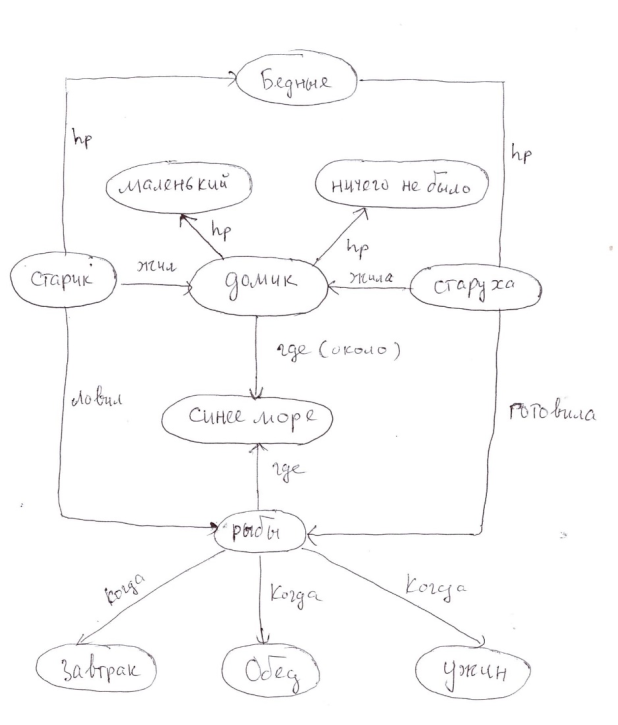 Бедные
hp
hp
маленький
ничего не было
hp
hp
старик
жил
домик
жила
старуха
где (около)
ловил
синее море
готовила
где
рыбы
Когда
Когда
Когда
Завтрак
Обед
Ужин